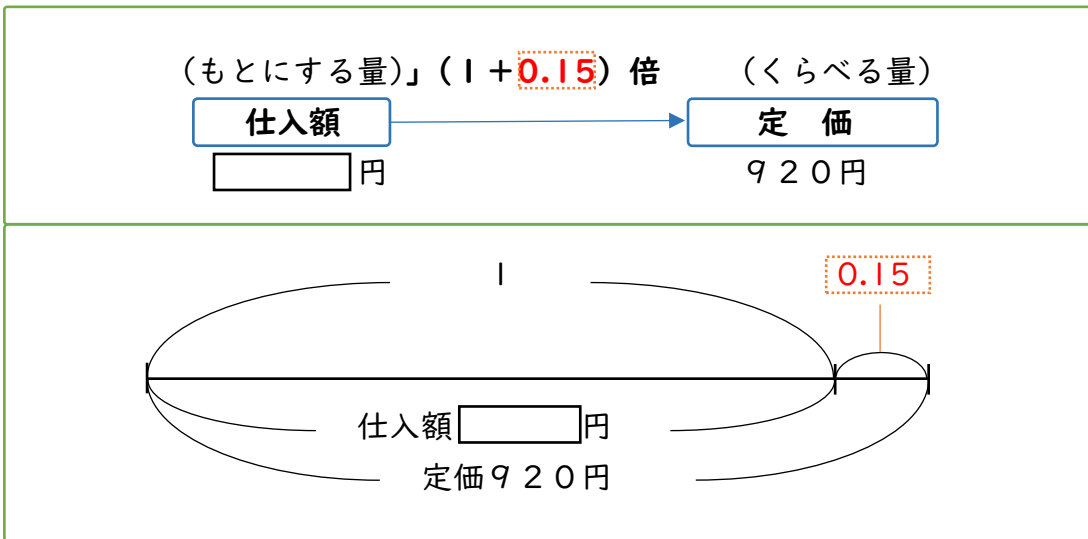 （もとにする量）」（1＋0.15）倍　（くらべる量）
仕入額　定　価
円　９２０円
1　0.15
仕入額　円
定価９２０円